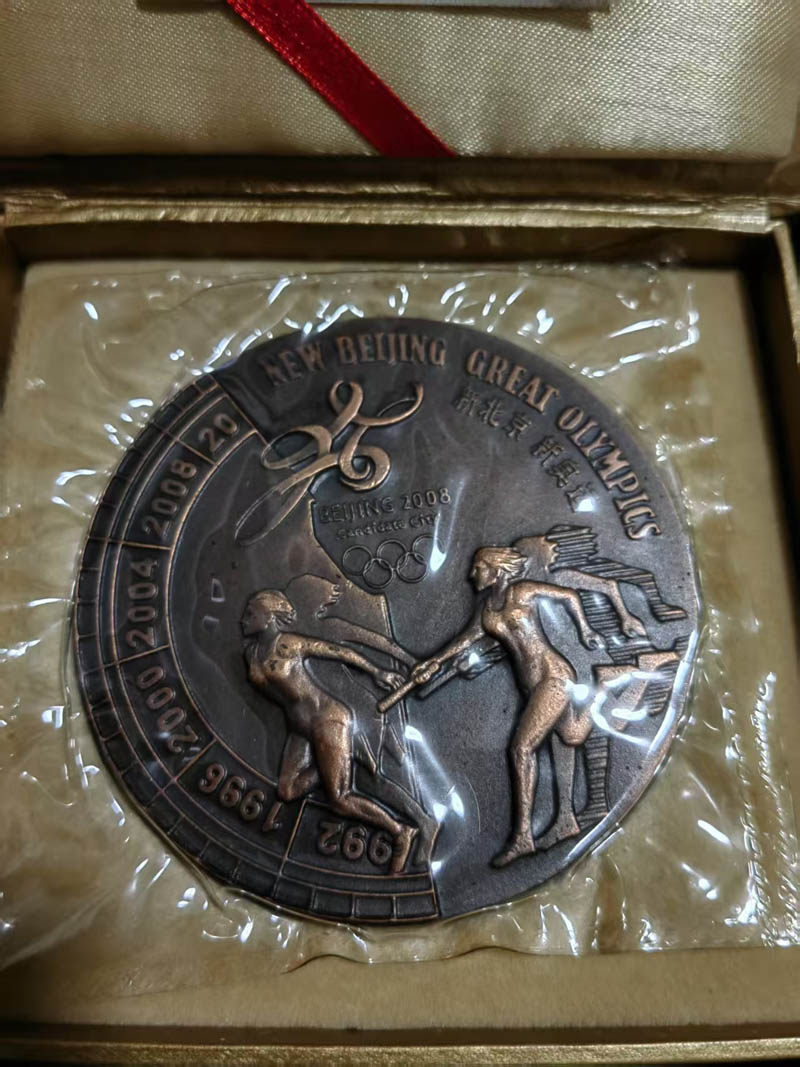 NEW BEIJING GREAT OLYMPICS
新北京 新奥运
BEIJING 2008
Candidate City
20
2008
2004
2000
1996
1992